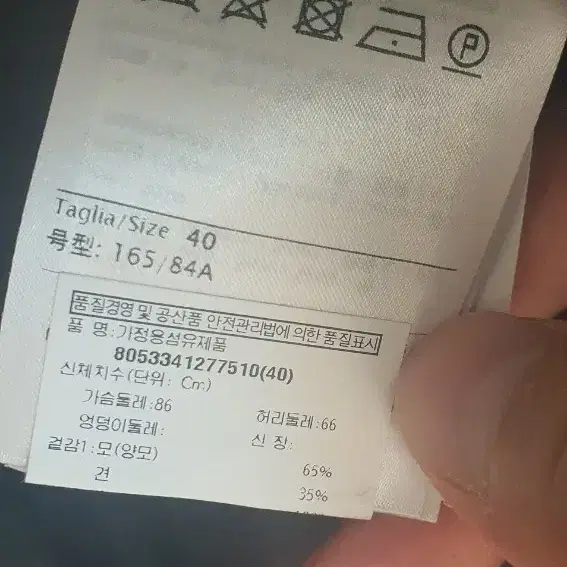 P
Taglia/Size 40
号型: 165/84A
품질경영 및 공산품 안전관리법에 의한 품질표시
품 명:가정용섬유제품
8053341277510(40)
신체치수(단위: Cm)
가슴둘레:86 허리둘레:66
엉덩이둘레: 신 장:
겉감1:모(양모) 65%
견 35%